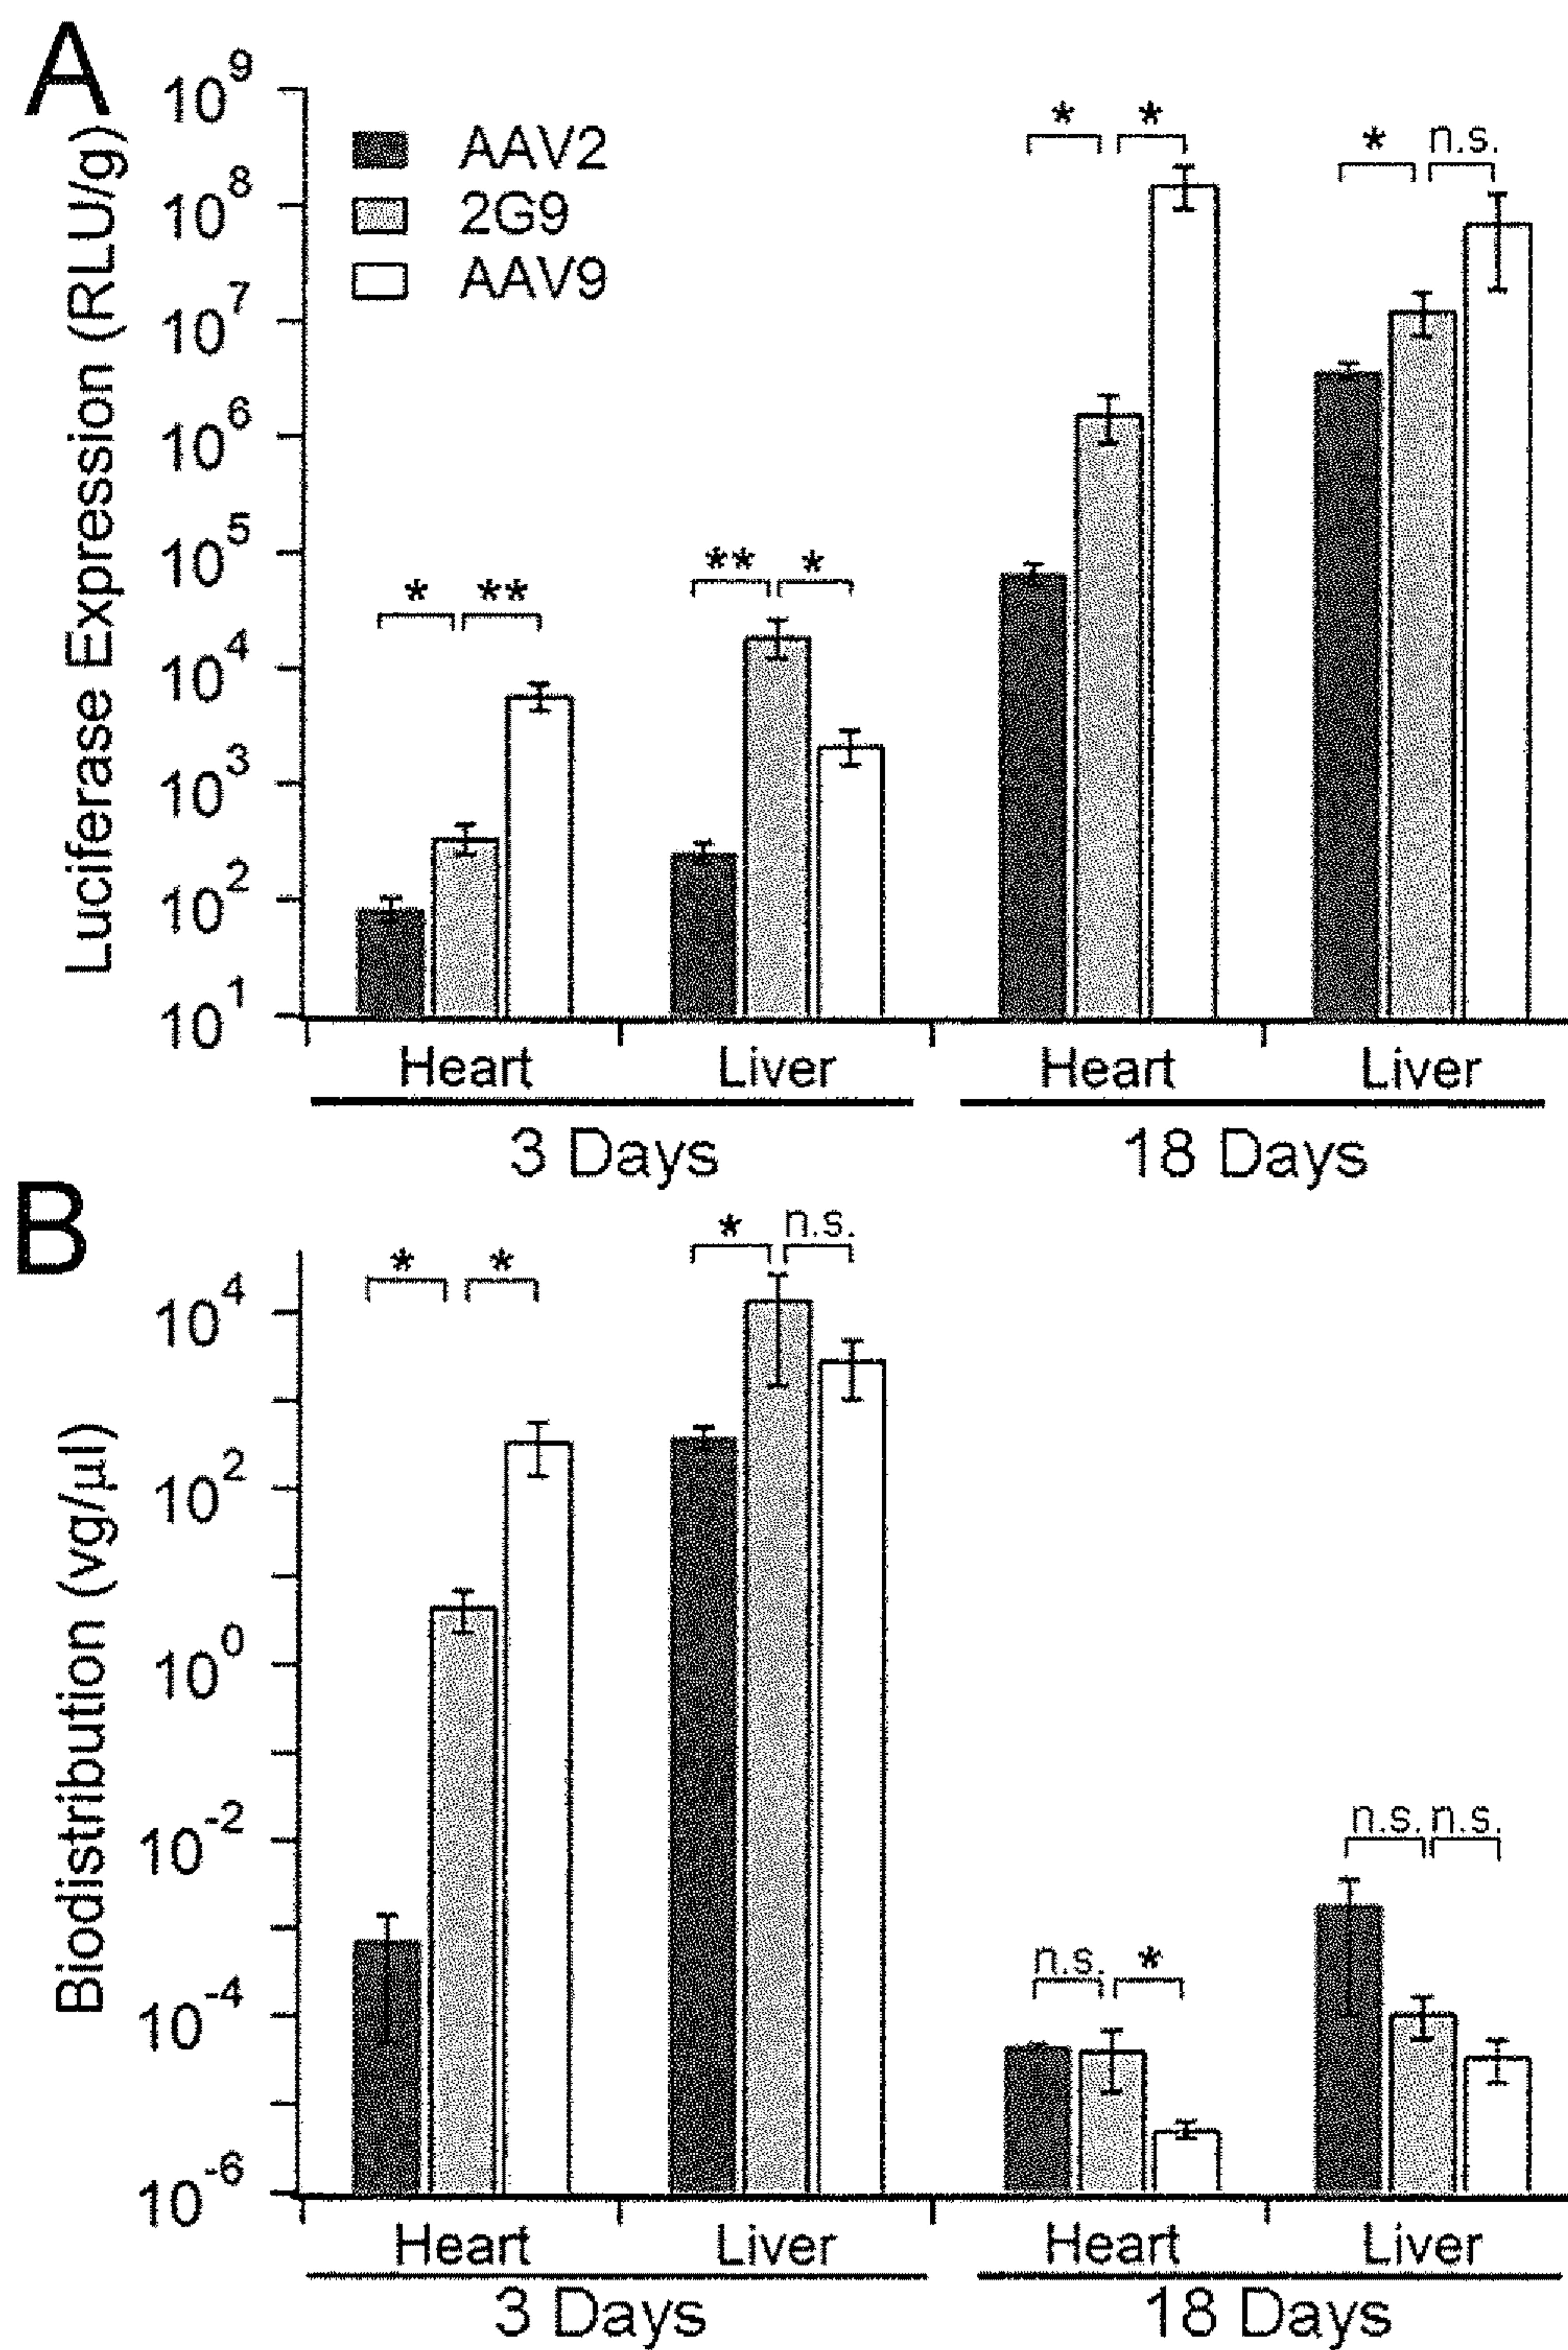 A
Luciferase Expression (RLU/g)
10^9
10^8
10^7
10^6
10^5
10^4
10^3
10^2
10^1
AAV2
2G9
AAV9
* **
** *
* *
* n.s.
Heart Liver Heart Liver
3 Days 18 Days
B
Biodistribution (vg/µl)
10^4
10^2
10^0
10^-2
10^-4
10^-6
* *
* n.s.
n.s. *
n.s. n.s.
Heart Liver Heart Liver
3 Days 18 Days